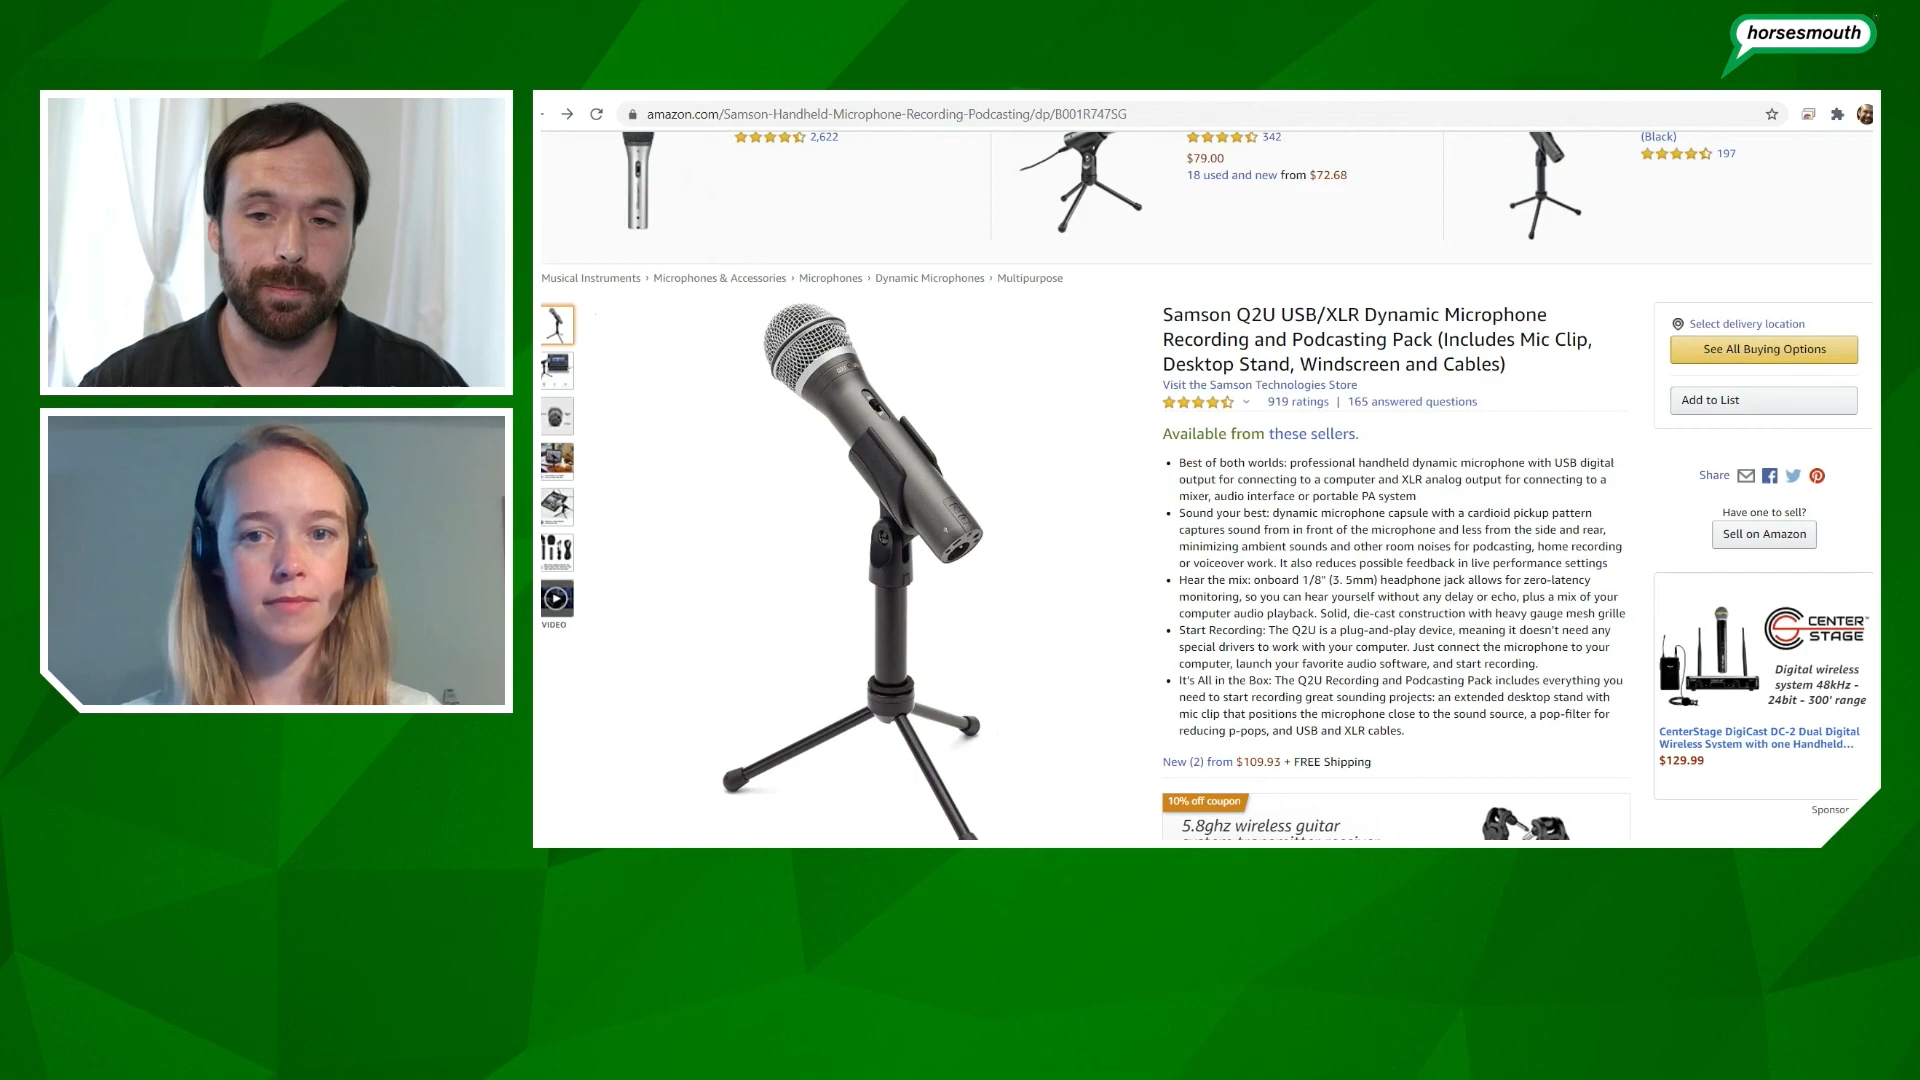 horsesmouth
amazon.com/Samson-Handheld-Microphone-Recording-Podcasting/dp/B001R747SG
2,622
342
$79.00
18 used and new from $72.68
(Black)
197
Musical Instruments › Microphones & Accessories › Microphones › Dynamic Microphones › Multipurpose
Samson Q2U USB/XLR Dynamic Microphone
Recording and Podcasting Pack (Includes Mic Clip,
Desktop Stand, Windscreen and Cables)
Visit the Samson Technologies Store
919 ratings | 165 answered questions
Available from these sellers.
• Best of both worlds: professional handheld dynamic microphone with USB digital
output for connecting to a computer and XLR analog output for connecting to a
mixer, audio interface or portable PA system
• Sound your best: dynamic microphone capsule with a cardioid pickup pattern
captures sound from in front of the microphone and less from the side and rear,
minimizing ambient sounds and other room noises for podcasting, home recording
or voiceover work. It also reduces possible feedback in live performance settings
• Hear the mix: onboard 1/8" (3. 5mm) headphone jack allows for zero-latency
monitoring, so you can hear yourself without any delay or echo, plus a mix of your
computer audio playback. Solid, die-cast construction with heavy gauge mesh grille
• Start Recording: The Q2U is a plug-and-play device, meaning it doesn't need any
special drivers to work with your computer. Just connect the microphone to your
computer, launch your favorite audio software, and start recording.
• It's All in the Box: The Q2U Recording and Podcasting Pack includes everything you
need to start recording great sounding projects: an extended desktop stand with
mic clip that positions the microphone close to the sound source, a pop-filter for
reducing p-pops, and USB and XLR cables.
New (2) from $109.93 + FREE Shipping
10% off coupon
5.8ghz wireless guitar
system transmitter receiver
VIDEO
Select delivery location
See All Buying Options
Add to List
Share
Have one to sell?
Sell on Amazon
CENTER
STAGE
Digital wireless
system 48kHz -
24bit - 300' range
CenterStage DigiCast DC-2 Dual Digital
Wireless System with one Handheld...
$129.99
Sponsor